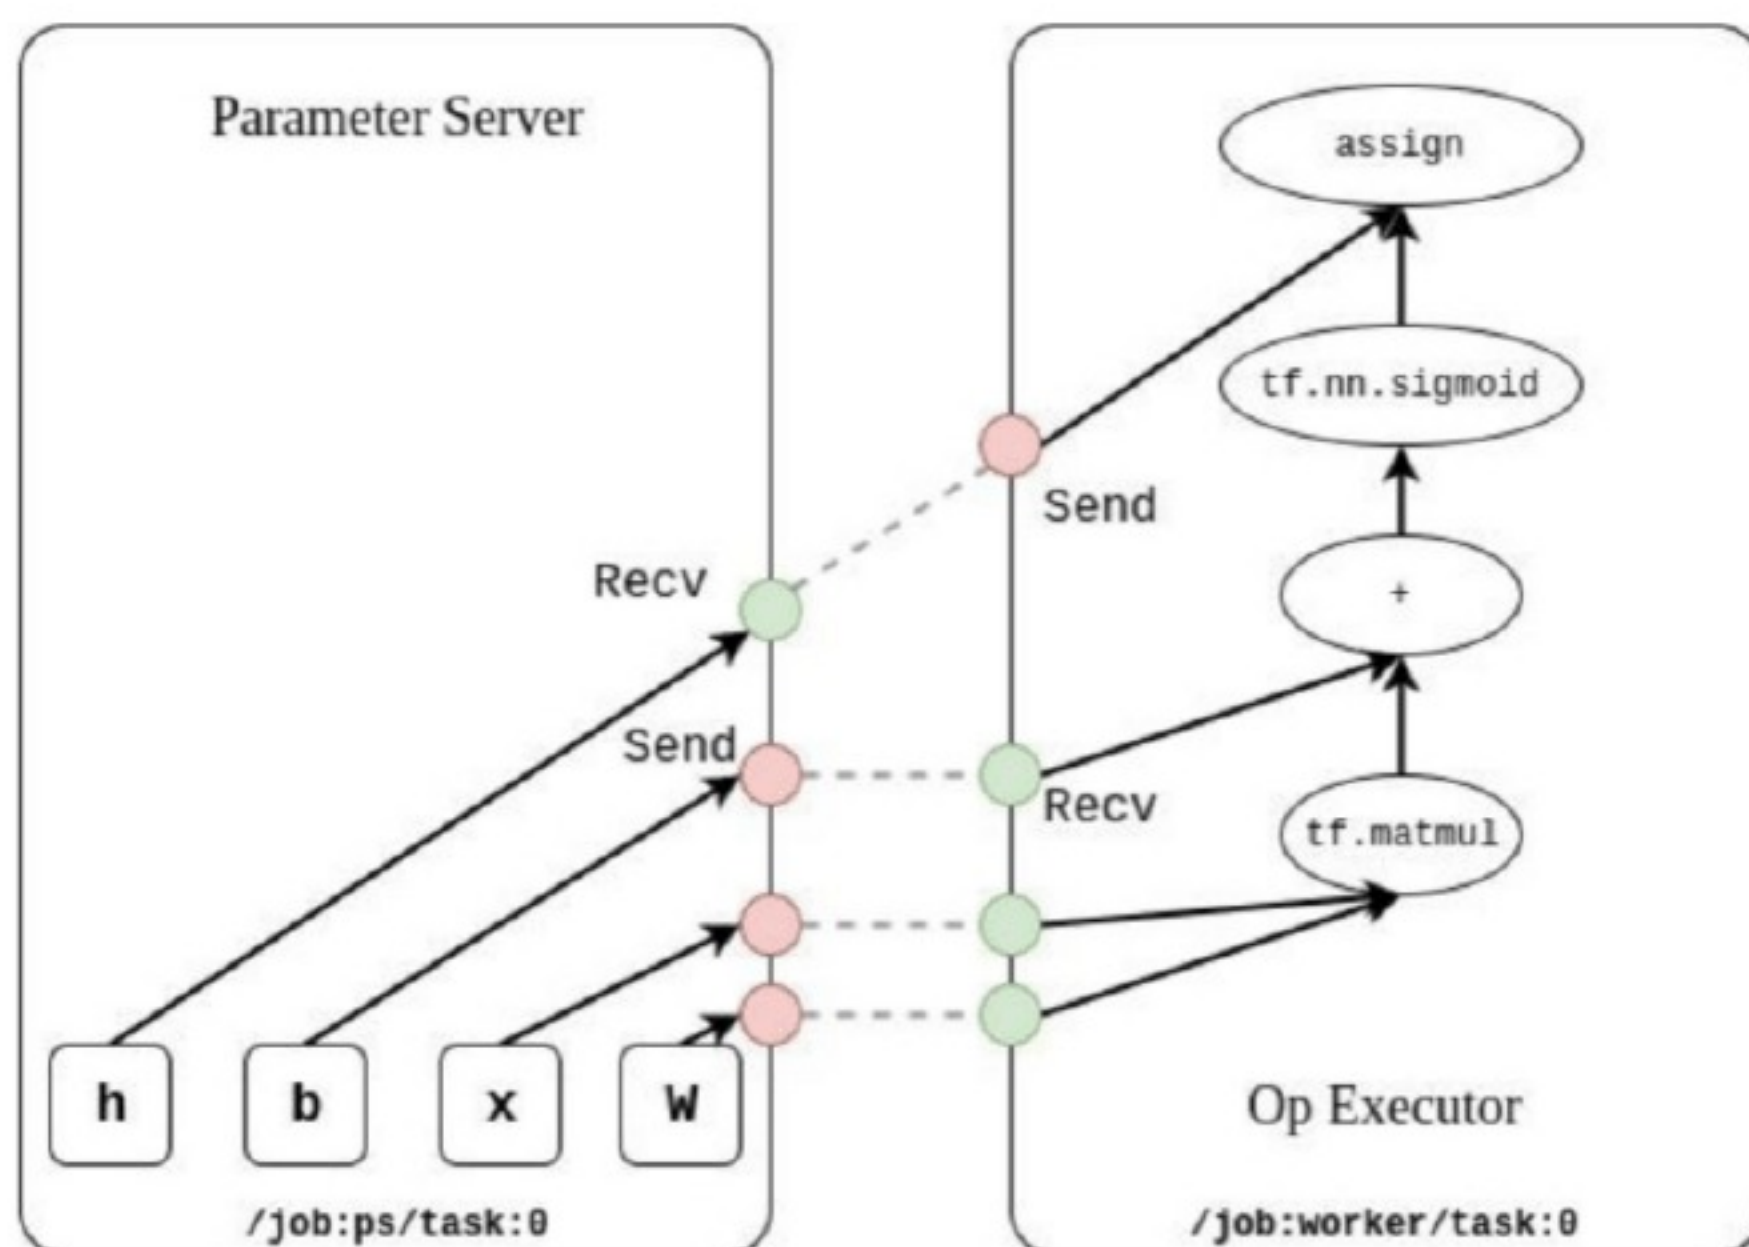 Parameter Server
Recv
Send
h
b
x
W
/job:ps/task:0
assign
tf.nn.sigmoid
Send
+
Recv
tf.matmul
Op Executor
/job:worker/task:0